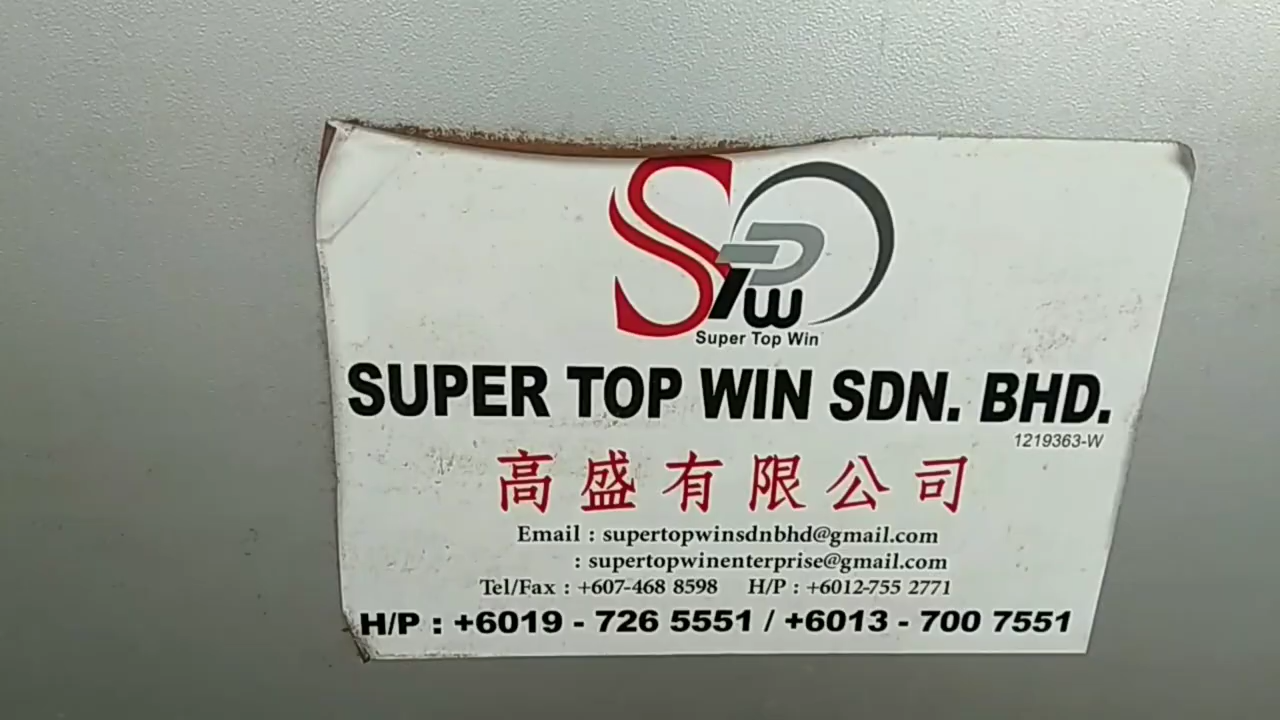 STPW
Super Top Win
SUPER TOP WIN SDN. BHD.
1219363-W
高盛有限公司
Email : supertopwinsdnbhd@gmail.com
: supertopwinenterprise@gmail.com
Tel/Fax : +607-468 8598 H/P : +6012-755 2771
H/P : +6019 - 726 5551 / +6013 - 700 7551